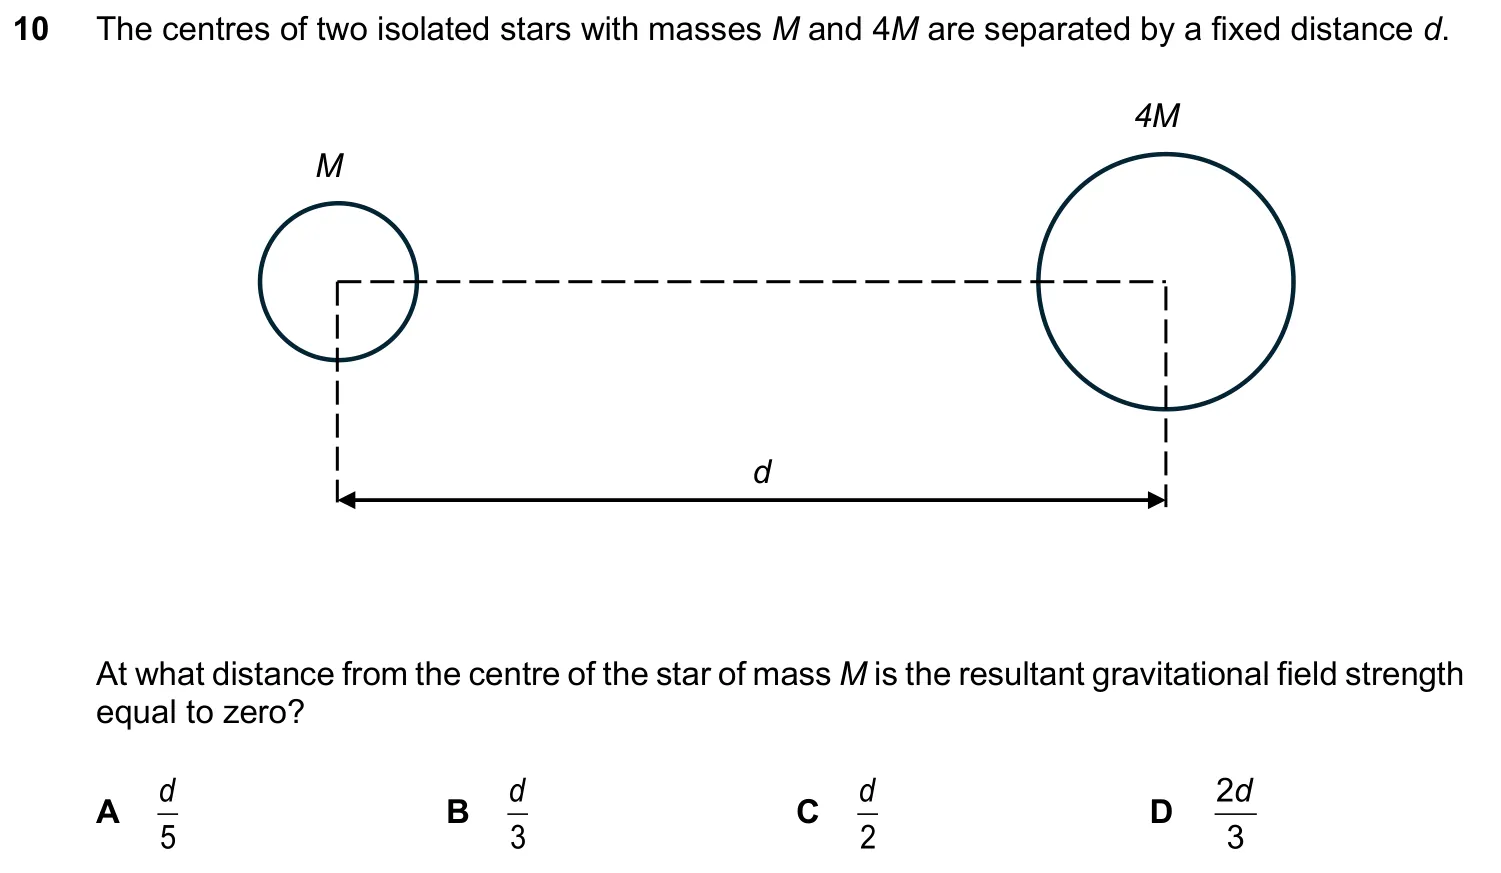 10 The centres of two isolated stars with masses M and 4M are separated by a fixed distance d.
4M
M
d
At what distance from the centre of the star of mass M is the resultant gravitational field strength
equal to zero?
A d/5 B d/3 C d/2 D 2d/3